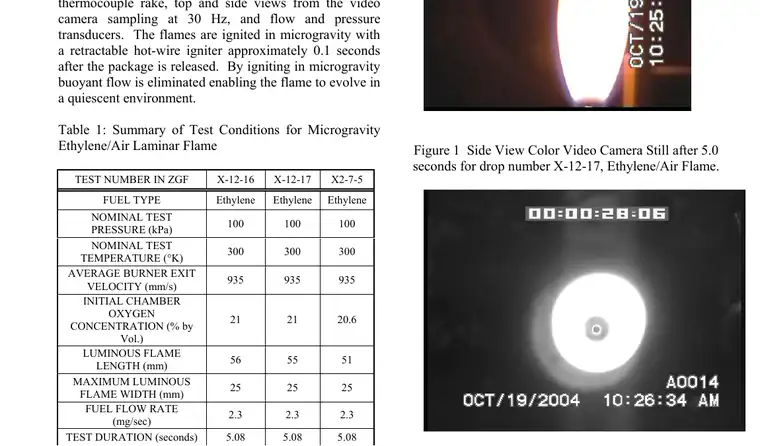 thermocouple rake, top and side views from the video
camera sampling at 30 Hz, and flow and pressure
transducers. The flames are ignited in microgravity with
a retractable hot-wire igniter approximately 0.1 seconds
after the package is released. By igniting in microgravity
buoyant flow is eliminated enabling the flame to evolve in
a quiescent environment.
Table 1: Summary of Test Conditions for Microgravity
Ethylene/Air Laminar Flame
TEST NUMBER IN ZGF X-12-16 X-12-17 X2-7-5
FUEL TYPE Ethylene Ethylene Ethylene
NOMINAL TEST
PRESSURE (kPa) 100 100 100
NOMINAL TEST
TEMPERATURE (°K) 300 300 300
AVERAGE BURNER EXIT
VELOCITY (mm/s) 935 935 935
INITIAL CHAMBER
OXYGEN
CONCENTRATION (% by
Vol.) 21 21 20.6
LUMINOUS FLAME
LENGTH (mm) 56 55 51
MAXIMUM LUMINOUS
FLAME WIDTH (mm) 25 25 25
FUEL FLOW RATE
(mg/sec) 2.3 2.3 2.3
TEST DURATION (seconds) 5.08 5.08 5.08
OCT/19
10:25:
Figure 1 Side View Color Video Camera Still after 5.0
seconds for drop number X-12-17, Ethylene/Air Flame.
00:00:28:06
A0014
OCT/19/2004 10:26:34 AM